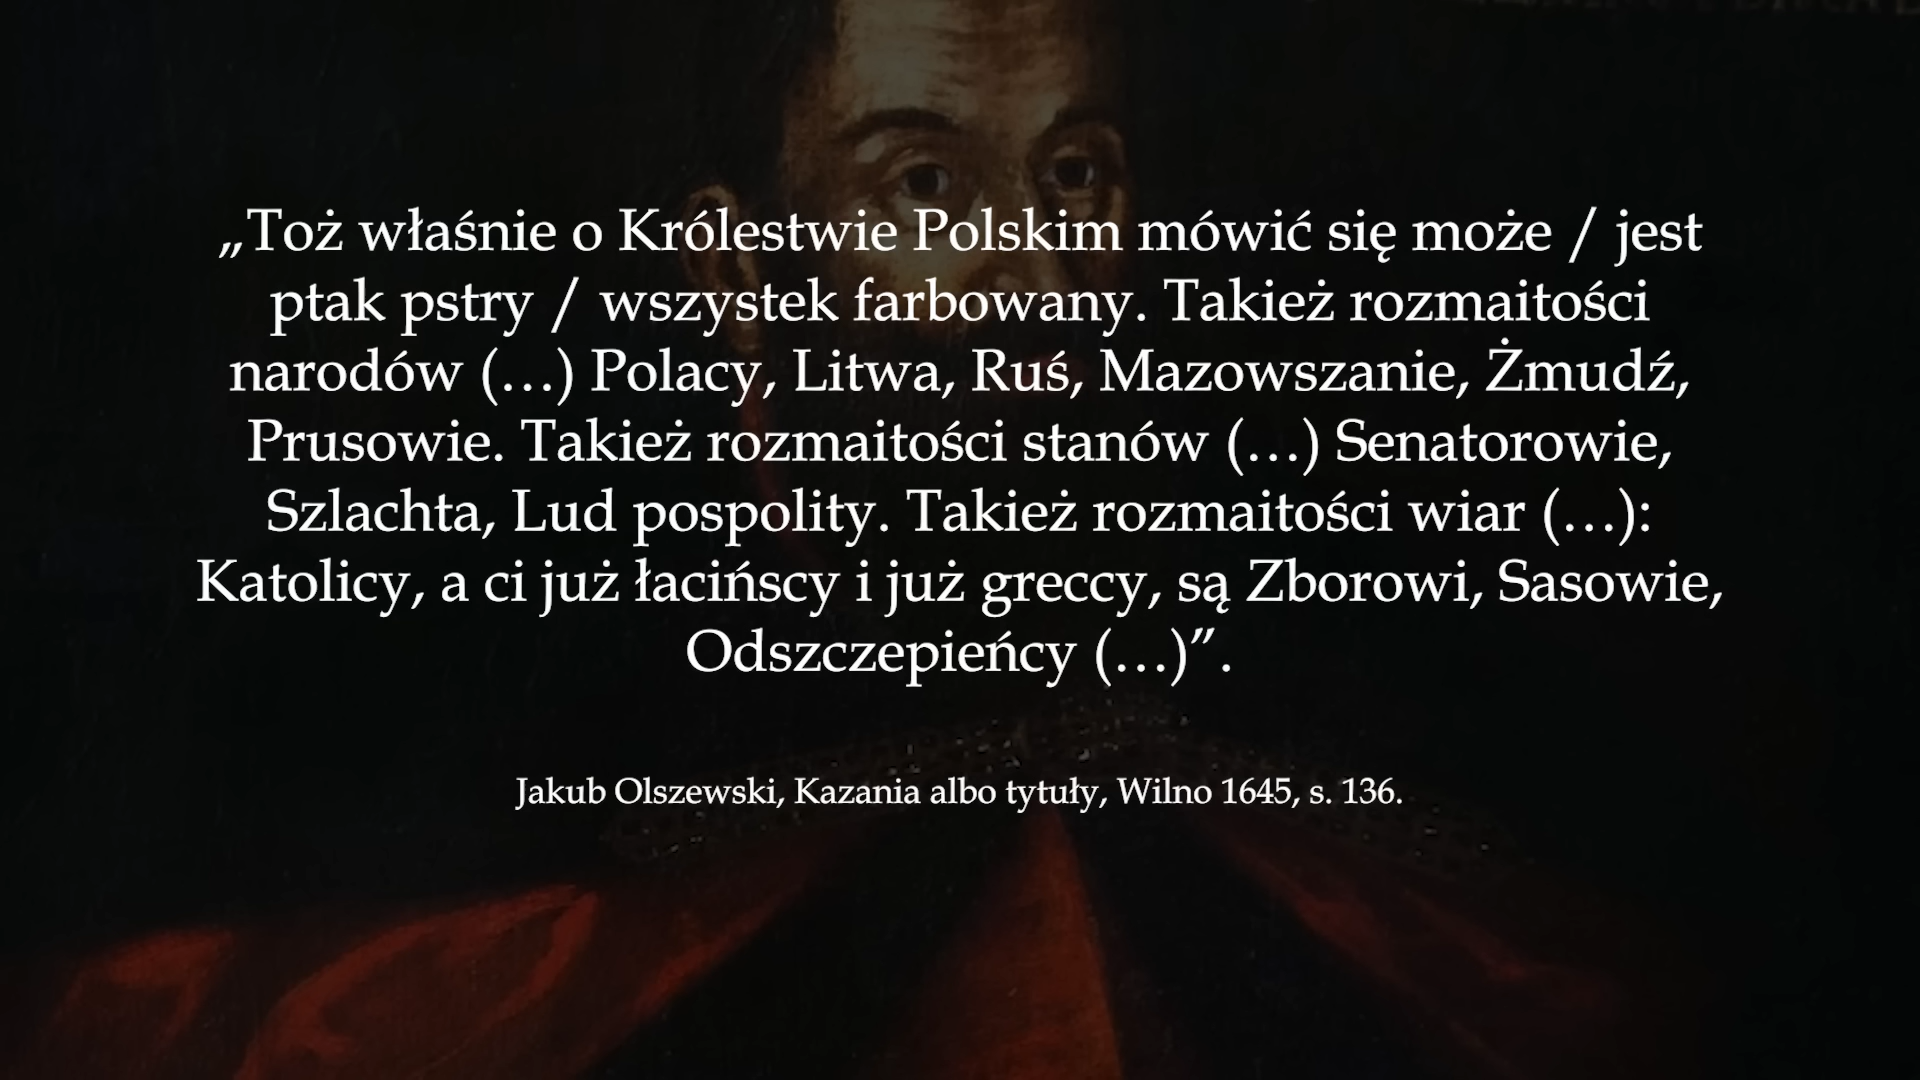 „Toż właśnie o Królestwie Polskim mówić się może / jest
ptak pstry / wszystek farbowany. Takież rozmaitości
narodów (…) Polacy, Litwa, Ruś, Mazowszanie, Żmudź,
Prusowie. Takież rozmaitości stanów (…) Senatorowie,
Szlachta, Lud pospolity. Takież rozmaitości wiar (…):
Katolicy, a ci już łacińscy i już greccy, są Zborowi, Sasowie,
Odszczepieńcy (…)”.
Jakub Olszewski, Kazania albo tytuły, Wilno 1645, s. 136.